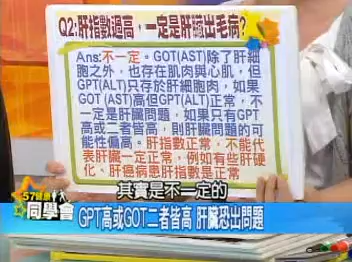 Q2:肝指數過高，一定是肝臟出毛病？
Ans:不一定。GOT(AST)除了肝細
胞之外，也存在肌肉與心肌，但
GPT(ALT)只存於肝細胞肉，如果
GOT (AST)高但GPT(ALT)正常，不
一定是肝臟問題，如果只有GPT
高或二者皆高，則肝臟問題的可
能性偏高。肝指數正常，不能代
表肝臟一定正常，例如有些肝硬
化、肝癌病患肝指數是正常
其實是不一定的
57健康
同學會
GPT高或GOT二者皆高 肝臟恐出問題